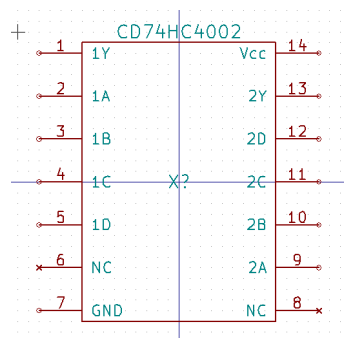 CD74HC4002
1 1Y Vcc 14
2 1A 2Y 13
3 1B 2D 12
4 1C X? 2C 11
5 1D 2B 10
6 NC 2A 9
7 GND NC 8